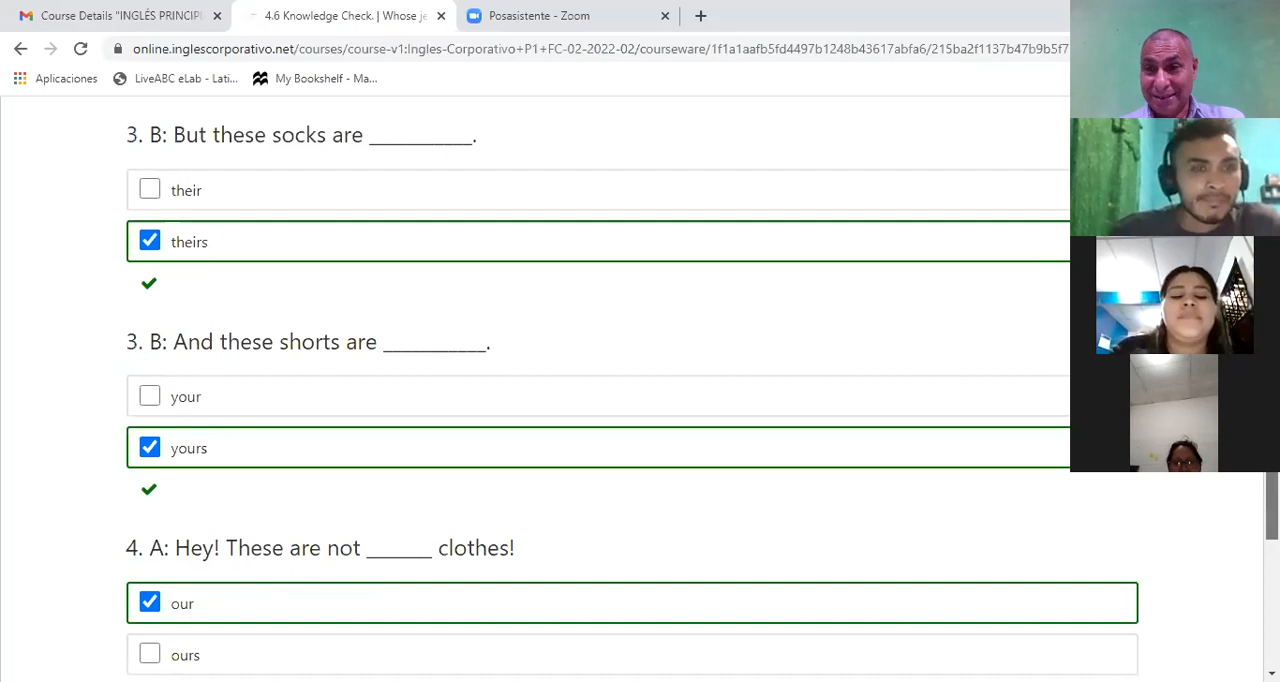 Course Details "INGLÉS PRINCIPI
4.6 Knowledge Check. | Whose je
Posasistente - Zoom
online.inglescorporativo.net/courses/course-v1:Ingles-Corporativo+P1+FC-02-2022-02/courseware/1f1a1aafb5fd4497b1248b43617abfa6/215ba2f1137b47b9b5f7
Aplicaciones
LiveABC eLab - Lati...
My Bookshelf - Ma...
3. B: But these socks are __________.
their
theirs
3. B: And these shorts are __________.
your
yours
4. A: Hey! These are not ______ clothes!
our
ours